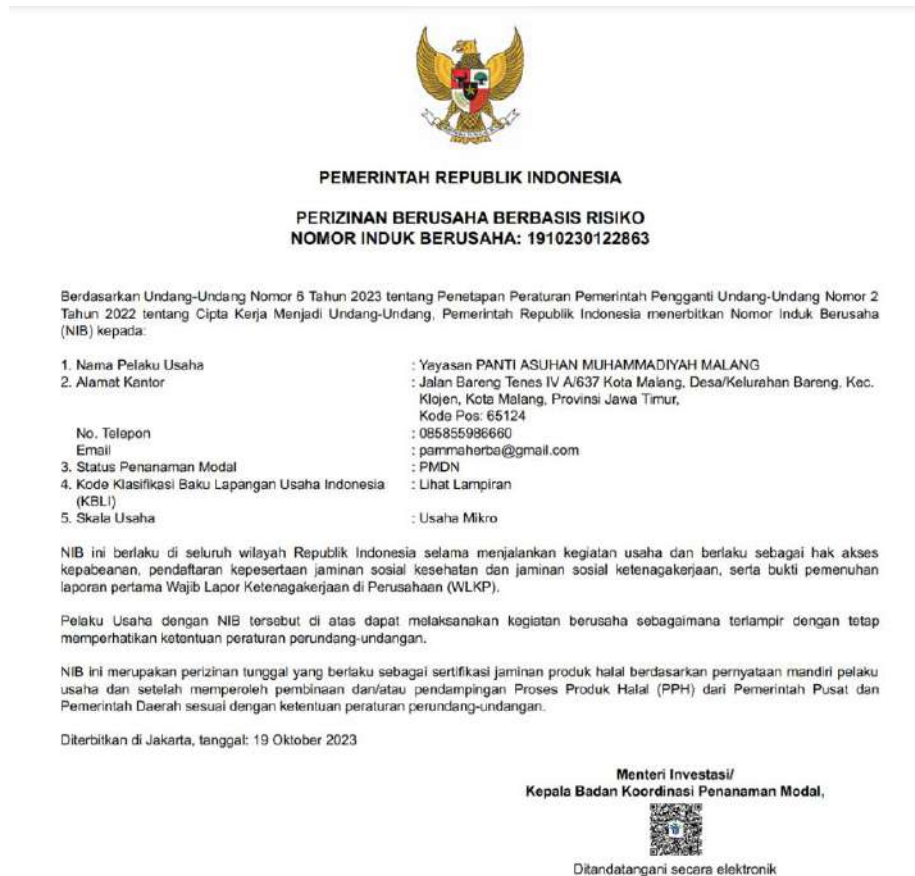 PEMERINTAH REPUBLIK INDONESIA
PERIZINAN BERUSAHA BERBASIS RISIKO
NOMOR INDUK BERUSAHA: 1910230122863
Berdasarkan Undang-Undang Nomor 6 Tahun 2023 tentang Penetapan Peraturan Pemerintah Pengganti Undang-Undang Nomor 2
Tahun 2022 tentang Cipta Kerja Menjadi Undang-Undang, Pemerintah Republik Indonesia menerbitkan Nomor Induk Berusaha
(NIB) kepada:
1. Nama Pelaku Usaha : Yayasan PANTI ASUHAN MUHAMMADIYAH MALANG
2. Alamat Kantor : Jalan Bareng Tenes IV A/637 Kota Malang, Desa/Kelurahan Bareng, Kec.
Klojen, Kota Malang, Provinsi Jawa Timur,
Kode Pos: 65124
No. Telepon : 085855986660
Email : pammaherba@gmail.com
3. Status Penanaman Modal : PMDN
4. Kode Klasifikasi Baku Lapangan Usaha Indonesia : Lihat Lampiran
(KBLI)
5. Skala Usaha : Usaha Mikro
NIB ini berlaku di seluruh wilayah Republik Indonesia selama menjalankan kegiatan usaha dan berlaku sebagai hak akses
kepabeanan, pendaftaran kepesertaan jaminan sosial kesehatan dan jaminan sosial ketenagakerjaan, serta bukti pemenuhan
laporan pertama Wajib Lapor Ketenagakerjaan di Perusahaan (WLKP).
Pelaku Usaha dengan NIB tersebut di atas dapat melaksanakan kegiatan berusaha sebagaimana terlampir dengan tetap
memperhatikan ketentuan peraturan perundang-undangan.
NIB ini merupakan perizinan tunggal yang berlaku sebagai sertifikasi jaminan produk halal berdasarkan pernyataan mandiri pelaku
usaha dan setelah memperoleh pembinaan dan/atau pendampingan Proses Produk Halal (PPH) dari Pemerintah Pusat dan
Pemerintah Daerah sesuai dengan ketentuan peraturan perundang-undangan.
Diterbitkan di Jakarta, tanggal: 19 Oktober 2023
Menteri Investasi/
Kepala Badan Koordinasi Penanaman Modal,
Ditandatangani secara elektronik